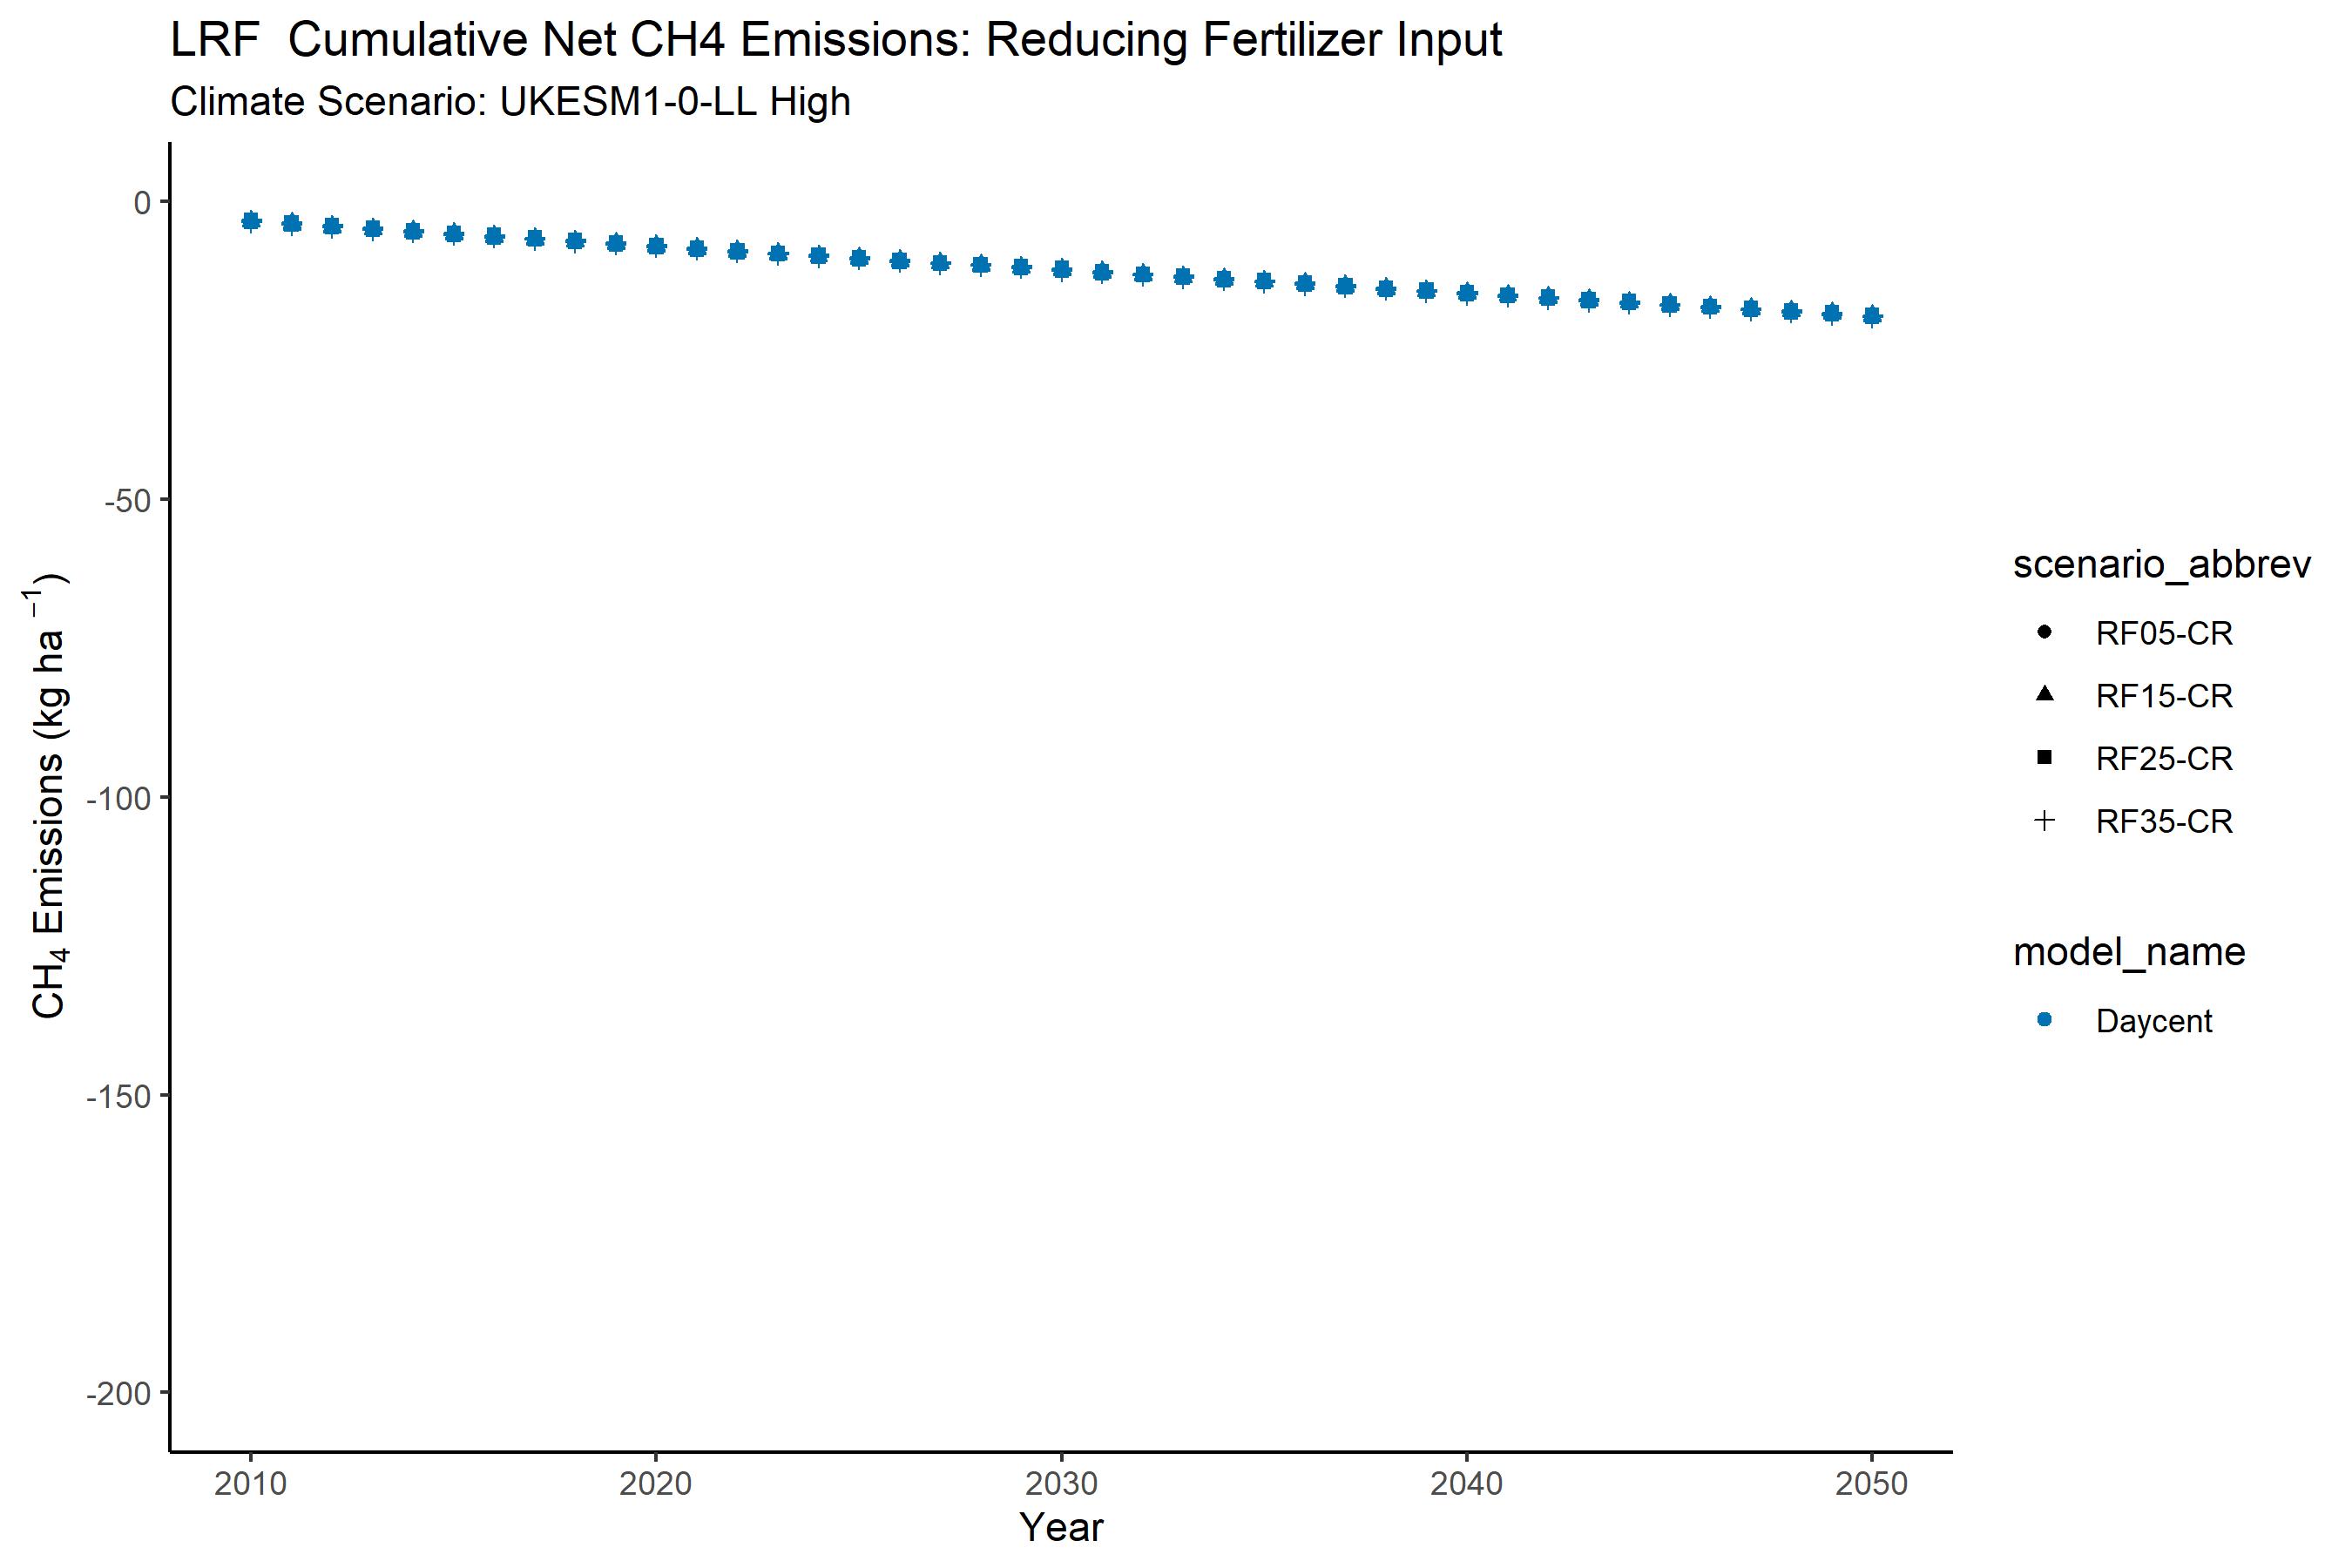 LRF  Cumulative Net CH4 Emissions: Reducing Fertilizer Input
Climate Scenario: UKESM1-0-LL High
CH₄ Emissions (kg ha ⁻¹)
0
-50
-100
-150
-200
2010 2020 2030 2040 2050
Year
scenario_abbrev
RF05-CR
RF15-CR
RF25-CR
RF35-CR
model_name
Daycent